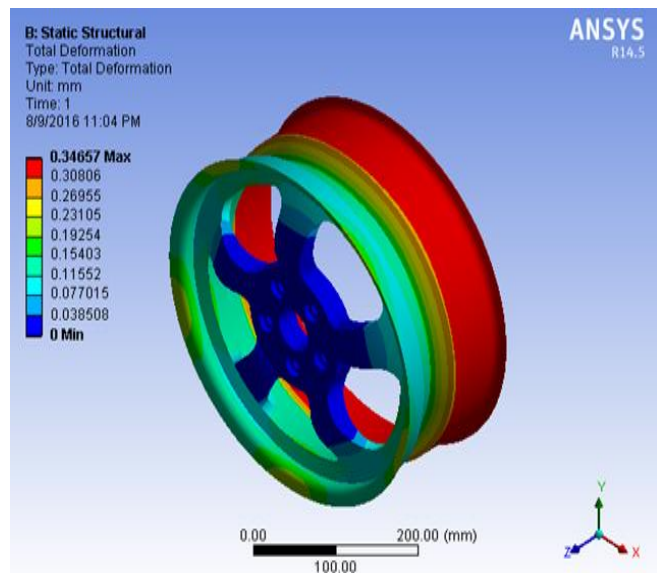 B: Static Structural
Total Deformation
Type: Total Deformation
Unit: mm
Time: 1
8/9/2016 11:04 PM
ANSYS
R14.5
0.34657 Max
0.30806
0.26955
0.23105
0.19254
0.15403
0.11552
0.077015
0.038508
0 Min
0.00
200.00 (mm)
100.00
Y
Z
X